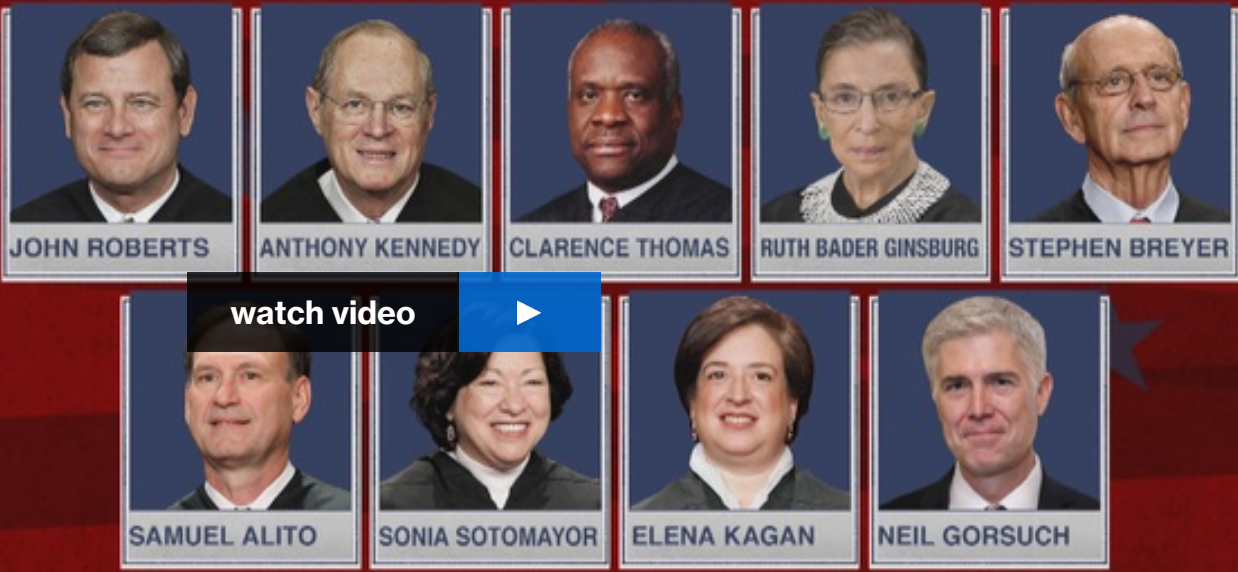 JOHN ROBERTS
ANTHONY KENNEDY
CLARENCE THOMAS
RUTH BADER GINSBURG
STEPHEN BREYER
watch video
SAMUEL ALITO
SONIA SOTOMAYOR
ELENA KAGAN
NEIL GORSUCH